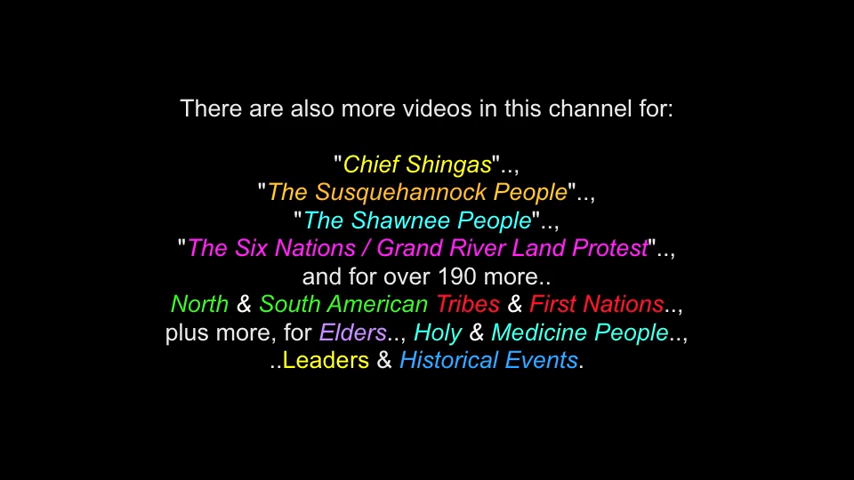 There are also more videos in this channel for:
"Chief Shingas"..,
"The Susquehannock People"..,
"The Shawnee People"..,
"The Six Nations / Grand River Land Protest"..,
and for over 190 more..
North & South American Tribes & First Nations..,
plus more, for Elders.., Holy & Medicine People..,
..Leaders & Historical Events.